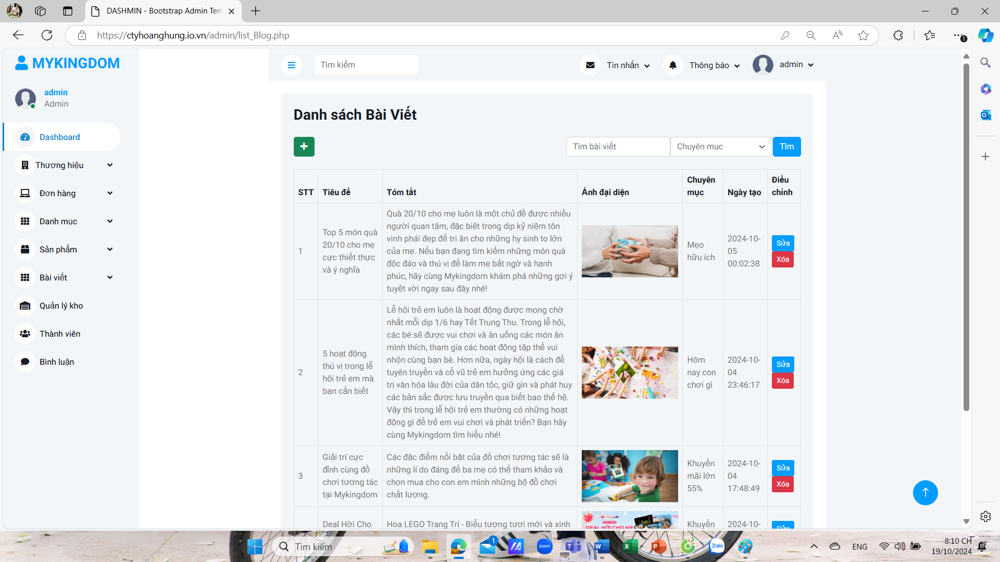 DASHMIN - Bootstrap Admin Tem
https://ctyhoanghung.io.vn/admin/list_Blog.php
MYKINGDOM
admin
Admin
Dashboard
Thương hiệu
Đơn hàng
Danh mục
Sản phẩm
Bài viết
Quản lý kho
Thành viên
Bình luận
Tìm kiếm
Tin nhắn
Thông báo
admin
Danh sách Bài Viết
+
Tìm bài viết
Chuyên mục
Tìm
STT
Tiêu đề
Tóm tắt
Ảnh đại diện
Chuyên
mục
Ngày tạo
Điều
chỉnh
1
Top 5 món quà
20/10 cho mẹ
cực thiết thực
và ý nghĩa
Quà 20/10 cho mẹ luôn là một chủ đề được nhiều
người quan tâm, đặc biệt trong dịp kỷ niệm tôn
vinh phái đẹp để tri ân cho những hy sinh to lớn
của mẹ. Nếu bạn đang tìm kiếm những món quà
độc đáo và thú vị để làm mẹ bất ngờ và hạnh
phúc, hãy cùng Mykingdom khám phá những gợi ý
tuyệt vời ngay sau đây nhé!
Mẹo
hữu ích
2024-10-
05
00:02:38
Sửa
Xóa
2
5 hoạt động
thú vị trong lễ
hội trẻ em mà
bạn cần biết
Lễ hội trẻ em luôn là hoạt động được mong chờ
nhất mỗi dịp 1/6 hay Tết Trung Thu. Trong lễ hội,
các bé sẽ được vui chơi và ăn uống các món ăn
mình thích, tham gia các hoạt động tập thể vui
nhộn cùng bạn bè. Hơn nữa, ngày hội là cách để
tuyên truyền và cổ vũ trẻ em hưởng ứng các giá
trị văn hóa lâu đời của dân tộc, giữ gìn và phát huy
các bản sắc được lưu truyền qua biết bao thế hệ.
Vậy thì trong lễ hội trẻ em thường có những hoạt
động gì để trẻ em vui chơi và phát triển? Bạn hãy
cùng Mykingdom tìm hiểu nhé!
Hôm
nay con
chơi gì
2024-10-
04
23:46:17
Sửa
Xóa
3
Giải trí cực
đỉnh cùng đồ
chơi tương tác
tại Mykingdom
Các đặc điểm nổi bật của đồ chơi tương tác sẽ là
những lí do đáng để ba mẹ có thể tham khảo và
chọn mua cho con em mình những bộ đồ chơi
chất lượng.
Khuyến
mãi lớn
55%
2024-10-
04
17:48:49
Sửa
Xóa
Deal Hời Cho
Hoa LEGO Trang Trí - Biểu tượng tươi mới và xinh
MYKINGDOM
DEAL HỜI CHO MẸ
Khuyến
2024-10-
Sửa
Tìm kiếm
1
zoom
Zalo
ENG
8:10 CH
19/10/2024